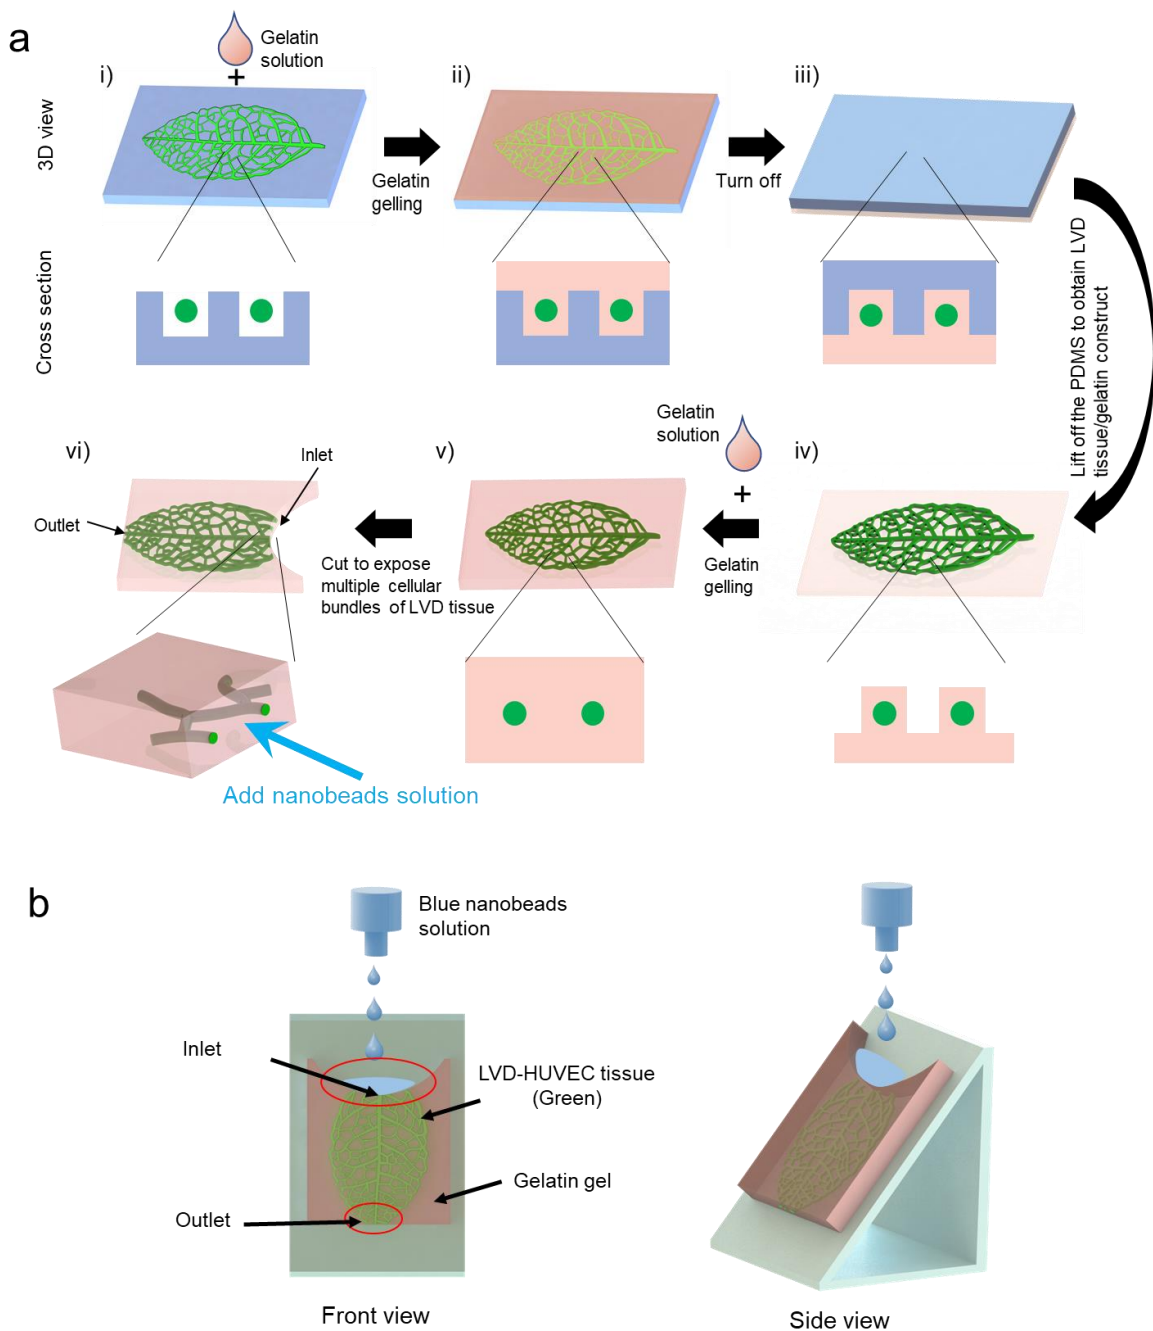 a
Gelatin
solution
+
i)
ii)
iii)
3D view
Gelatin
gelling
Turn off
Cross section
Lift off the PDMS to obtain LVD
tissue/gelatin construct
vi)
Inlet
Outlet
Cut to expose
multiple cellular
bundles of LVD tissue
v)
Gelatin
solution
+
Gelatin
gelling
iv)
Add nanobeads solution
b
Blue nanobeads
solution
Inlet
LVD-HUVEC tissue
(Green)
Gelatin gel
Outlet
Front view
Side view